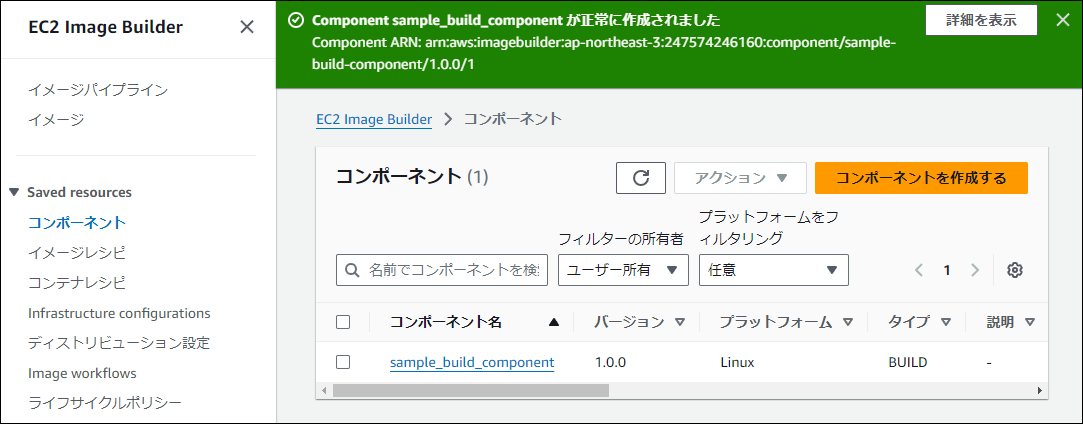 EC2 Image Builder
イメージパイプライン
イメージ
Saved resources
コンポーネント
イメージレシピ
コンテナレシピ
Infrastructure configurations
ディストリビューション設定
Image workflows
ライフサイクルポリシー
Component sample_build_component が正常に作成されました
Component ARN: arn:aws:imagebuilder:ap-northeast-3:247574246160:component/sample-
build-component/1.0.0/1
詳細を表示
EC2 Image Builder > コンポーネント
コンポーネント (1)
アクション
コンポーネントを作成する
名前でコンポーネントを検
フィルターの所有者
ユーザー所有
プラットフォームをフ
ィルタリング
任意
1
コンポーネント名 バージョン プラットフォーム タイプ 説明
sample_build_component 1.0.0 Linux BUILD -